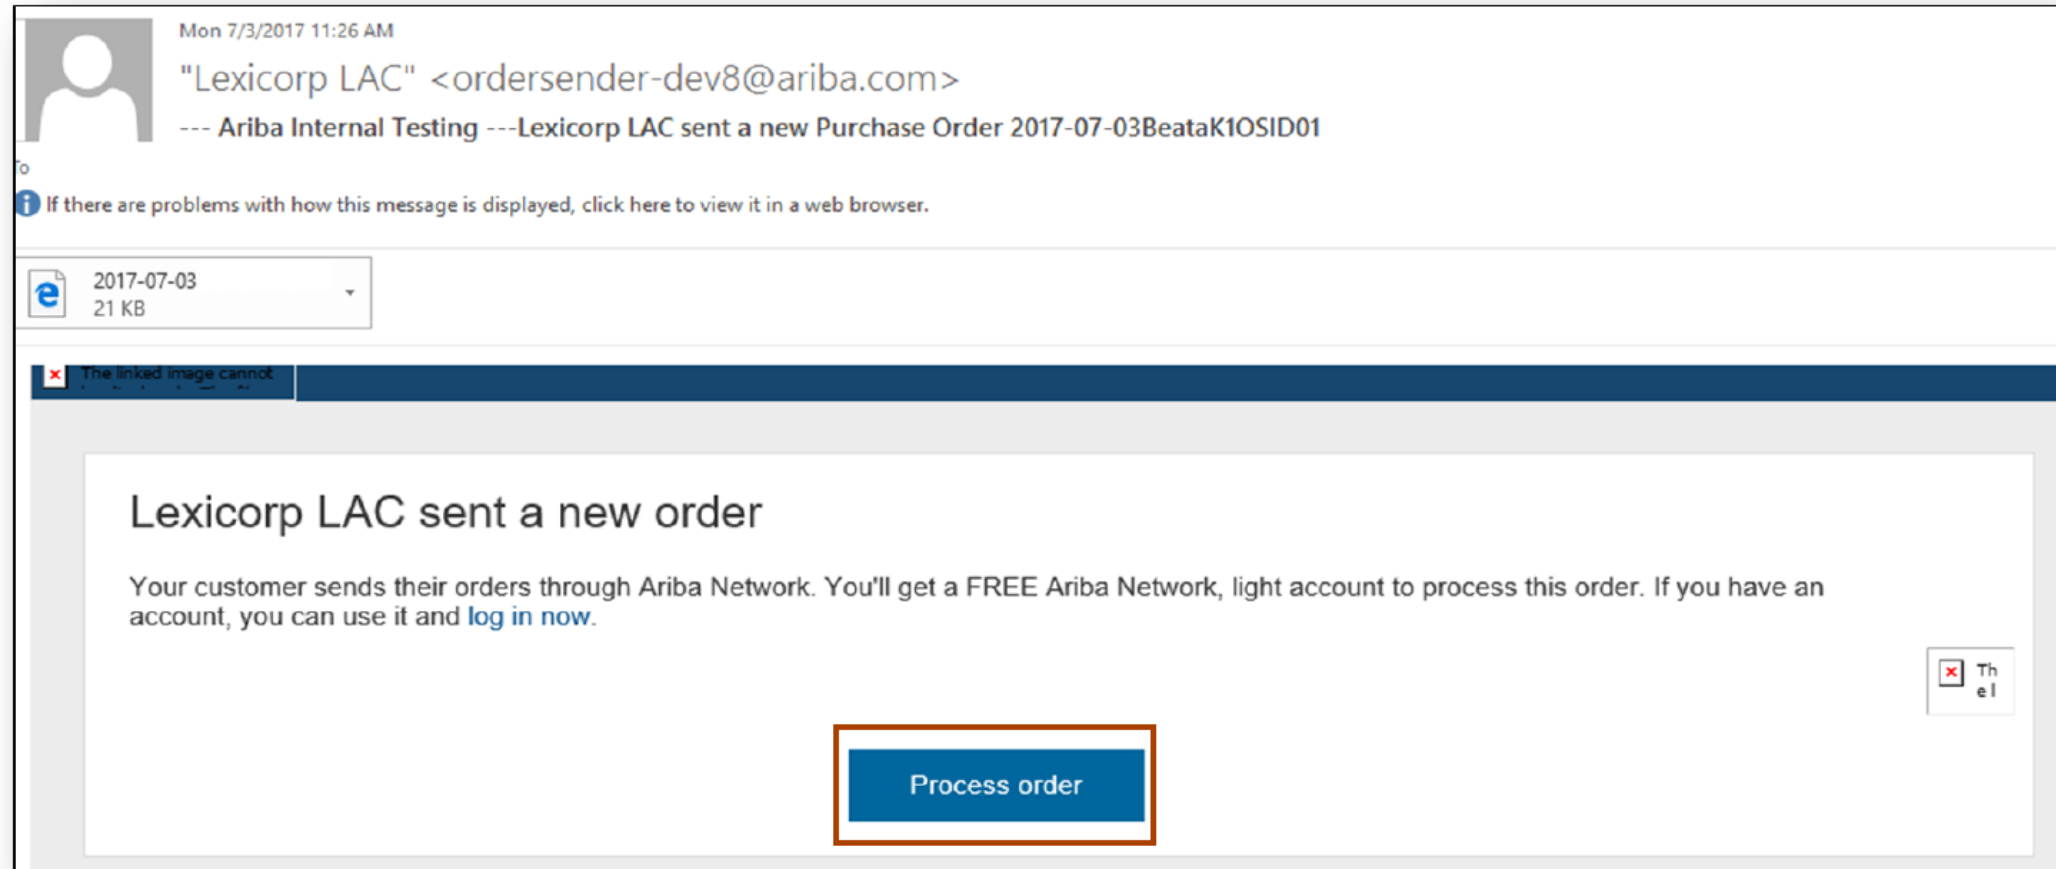 Mon 7/3/2017 11:26 AM
"Lexicorp LAC" <ordersender-dev8@ariba.com>
--- Ariba Internal Testing ---Lexicorp LAC sent a new Purchase Order 2017-07-03BeataK1OSID01
To
If there are problems with how this message is displayed, click here to view it in a web browser.
2017-07-03
21 KB
The linked image cannot
Lexicorp LAC sent a new order
Your customer sends their orders through Ariba Network. You'll get a FREE Ariba Network, light account to process this order. If you have an
account, you can use it and log in now.
Th
e l
Process order